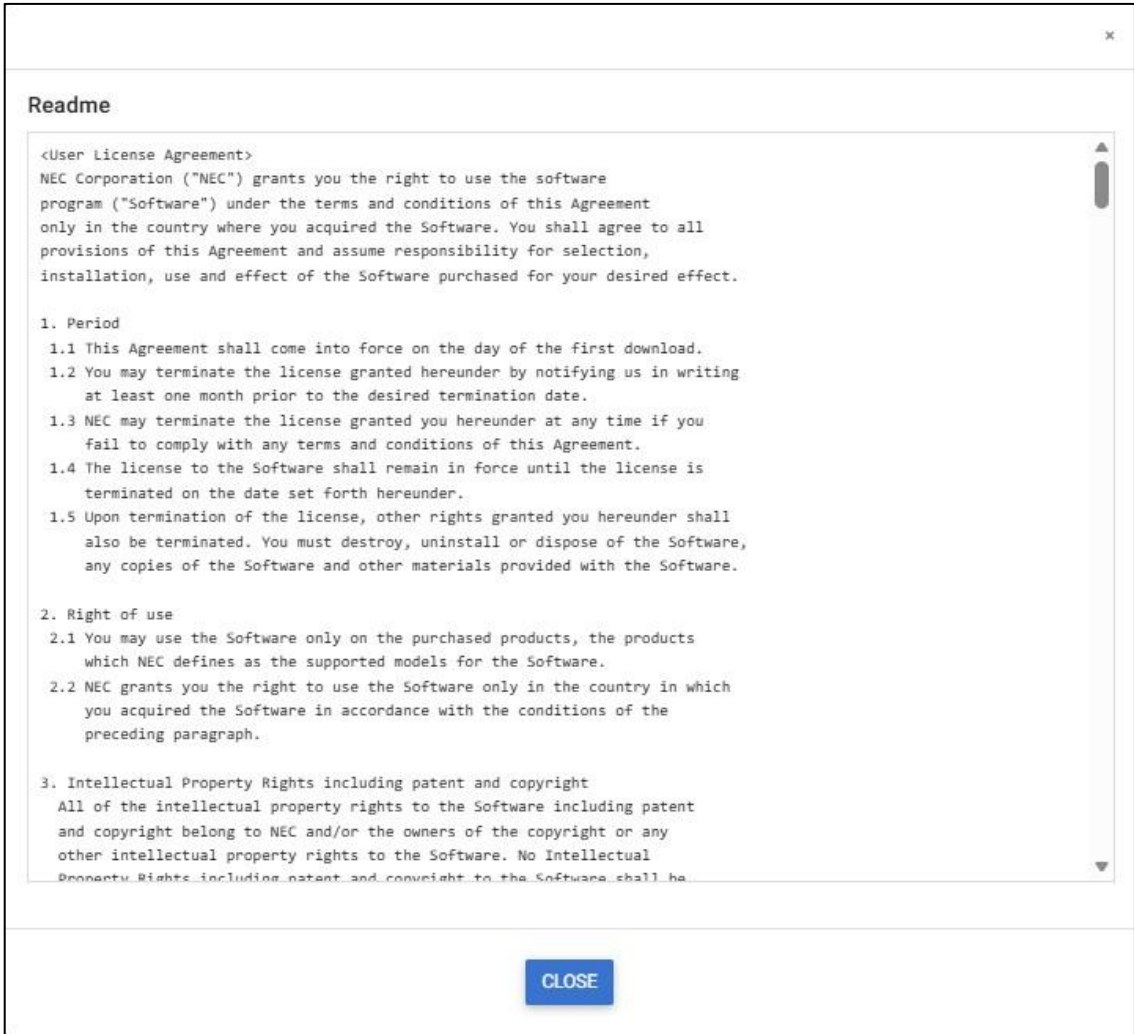 ×
Readme
<User License Agreement>
NEC Corporation ("NEC") grants you the right to use the software
program ("Software") under the terms and conditions of this Agreement
only in the country where you acquired the Software. You shall agree to all
provisions of this Agreement and assume responsibility for selection,
installation, use and effect of the Software purchased for your desired effect.
1. Period
1.1 This Agreement shall come into force on the day of the first download.
1.2 You may terminate the license granted hereunder by notifying us in writing
at least one month prior to the desired termination date.
1.3 NEC may terminate the license granted you hereunder at any time if you
fail to comply with any terms and conditions of this Agreement.
1.4 The license to the Software shall remain in force until the license is
terminated on the date set forth hereunder.
1.5 Upon termination of the license, other rights granted you hereunder shall
also be terminated. You must destroy, uninstall or dispose of the Software,
any copies of the Software and other materials provided with the Software.
2. Right of use
2.1 You may use the Software only on the purchased products, the products
which NEC defines as the supported models for the Software.
2.2 NEC grants you the right to use the Software only in the country in which
you acquired the Software in accordance with the conditions of the
preceding paragraph.
3. Intellectual Property Rights including patent and copyright
All of the intellectual property rights to the Software including patent
and copyright belong to NEC and/or the owners of the copyright or any
other intellectual property rights to the Software. No Intellectual
Property Rights including patent and copyright to the Software shall be
CLOSE